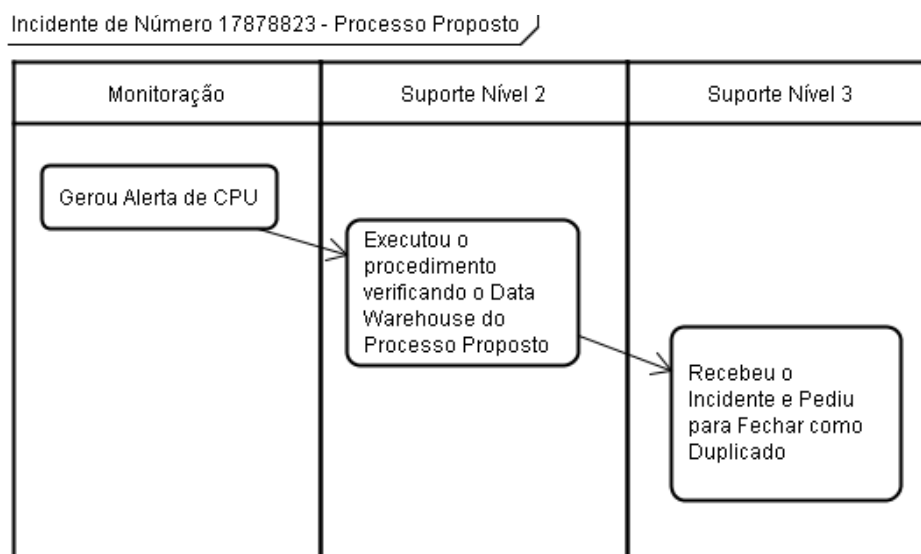 Incidente de Número 17878823 - Processo Proposto
Monitoração
Suporte Nível 2
Suporte Nível 3
Gerou Alerta de CPU
Executou o
procedimento
verificando o Data
Warehouse do
Processo Proposto
Recebeu o
Incidente e Pediu
para Fechar como
Duplicado